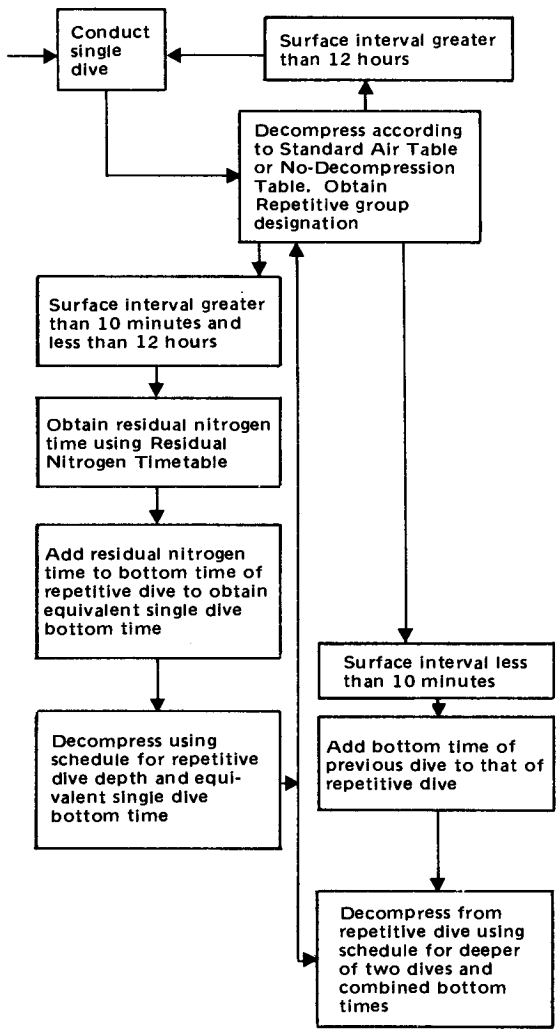 Conduct
single
dive
Surface interval greater
than 12 hours
Decompress according
to Standard Air Table
or No-Decompression
Table. Obtain
Repetitive group
designation
Surface interval greater
than 10 minutes and
less than 12 hours
Obtain residual nitrogen
time using Residual
Nitrogen Timetable
Add residual nitrogen
time to bottom time of
repetitive dive to obtain
equivalent single dive
bottom time
Decompress using
schedule for repetitive
dive depth and equi-
valent single dive
bottom time
Surface interval less
than 10 minutes
Add bottom time of
previous dive to that of
repetitive dive
Decompress from
repetitive dive using
schedule for deeper
of two dives and
combined bottom
times